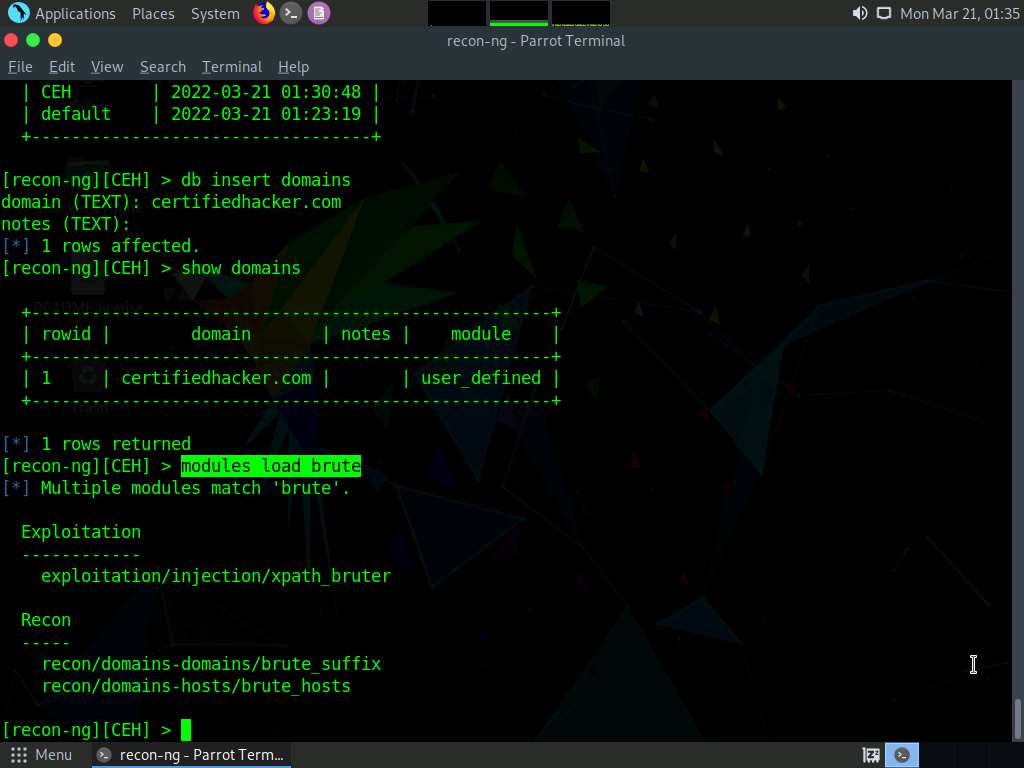 Applications Places System Mon Mar 21, 01:35
recon-ng - Parrot Terminal
File Edit View Search Terminal Help
| CEH | 2022-03-21 01:30:48 |
| default | 2022-03-21 01:23:19 |
+----------------------------------+
[recon-ng][CEH] > db insert domains
domain (TEXT): certifiedhacker.com
notes (TEXT):
[*] 1 rows affected.
[recon-ng][CEH] > show domains
+----------------------------------------------------+
| rowid | domain | notes | module |
+----------------------------------------------------+
| 1 | certifiedhacker.com | | user_defined |
+----------------------------------------------------+
[*] 1 rows returned
[recon-ng][CEH] > modules load brute
[*] Multiple modules match 'brute'.
Exploitation
------------
exploitation/injection/xpath_bruter
Recon
-----
recon/domains-domains/brute_suffix
recon/domains-hosts/brute_hosts
[recon-ng][CEH] >
Menu recon-ng - Parrot Term...